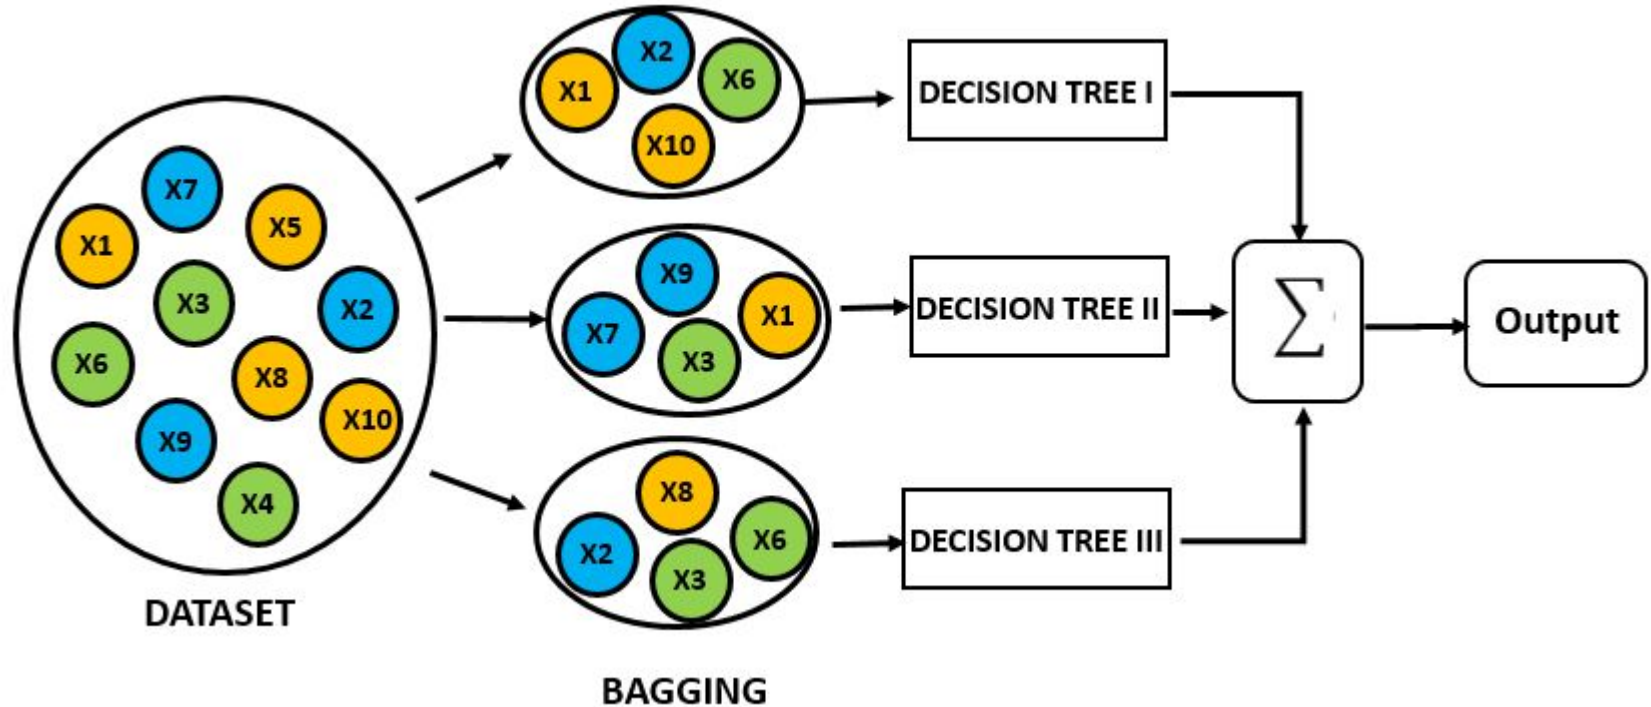 X7
X5
X1
X3
X2
X6
X8
X10
X9
X4
DATASET
X2
X6
X1
X10
X9
X1
X7
X3
X8
X6
X2
X3
BAGGING
DECISION TREE I
DECISION TREE II
DECISION TREE III
∑
Output